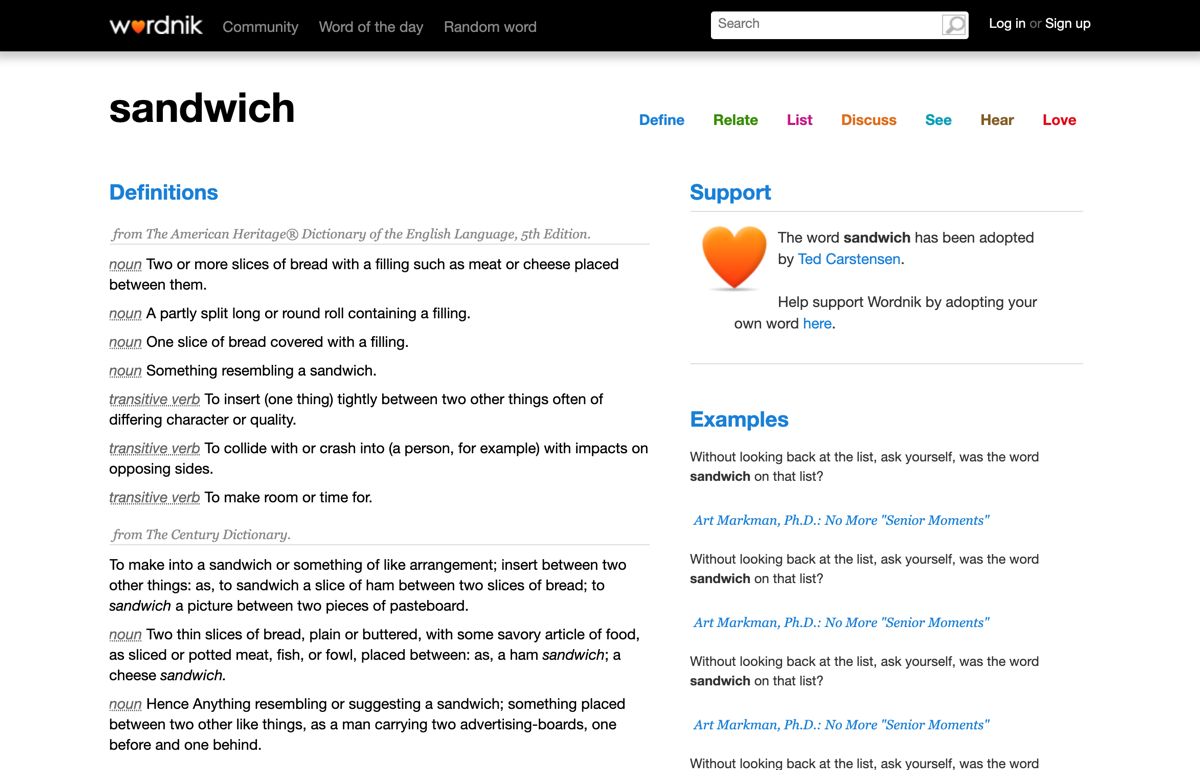 wordnik Community Word of the day Random word Search Log in or Sign up
sandwich
Define Relate List Discuss See Hear Love
Definitions
from The American Heritage® Dictionary of the English Language, 5th Edition.
noun Two or more slices of bread with a filling such as meat or cheese placed
between them.
noun A partly split long or round roll containing a filling.
noun One slice of bread covered with a filling.
noun Something resembling a sandwich.
transitive verb To insert (one thing) tightly between two other things often of
differing character or quality.
transitive verb To collide with or crash into (a person, for example) with impacts on
opposing sides.
transitive verb To make room or time for.
from The Century Dictionary.
To make into a sandwich or something of like arrangement; insert between two
other things: as, to sandwich a slice of ham between two slices of bread; to
sandwich a picture between two pieces of pasteboard.
noun Two thin slices of bread, plain or buttered, with some savory article of food,
as sliced or potted meat, fish, or fowl, placed between: as, a ham sandwich; a
cheese sandwich.
noun Hence Anything resembling or suggesting a sandwich; something placed
between two other like things, as a man carrying two advertising-boards, one
before and one behind.
Support
The word sandwich has been adopted
by Ted Carstensen.
Help support Wordnik by adopting your
own word here.
Examples
Without looking back at the list, ask yourself, was the word
sandwich on that list?
Art Markman, Ph.D.: No More "Senior Moments"
Without looking back at the list, ask yourself, was the word
sandwich on that list?
Art Markman, Ph.D.: No More "Senior Moments"
Without looking back at the list, ask yourself, was the word
sandwich on that list?
Art Markman, Ph.D.: No More "Senior Moments"
Without looking back at the list, ask yourself, was the word